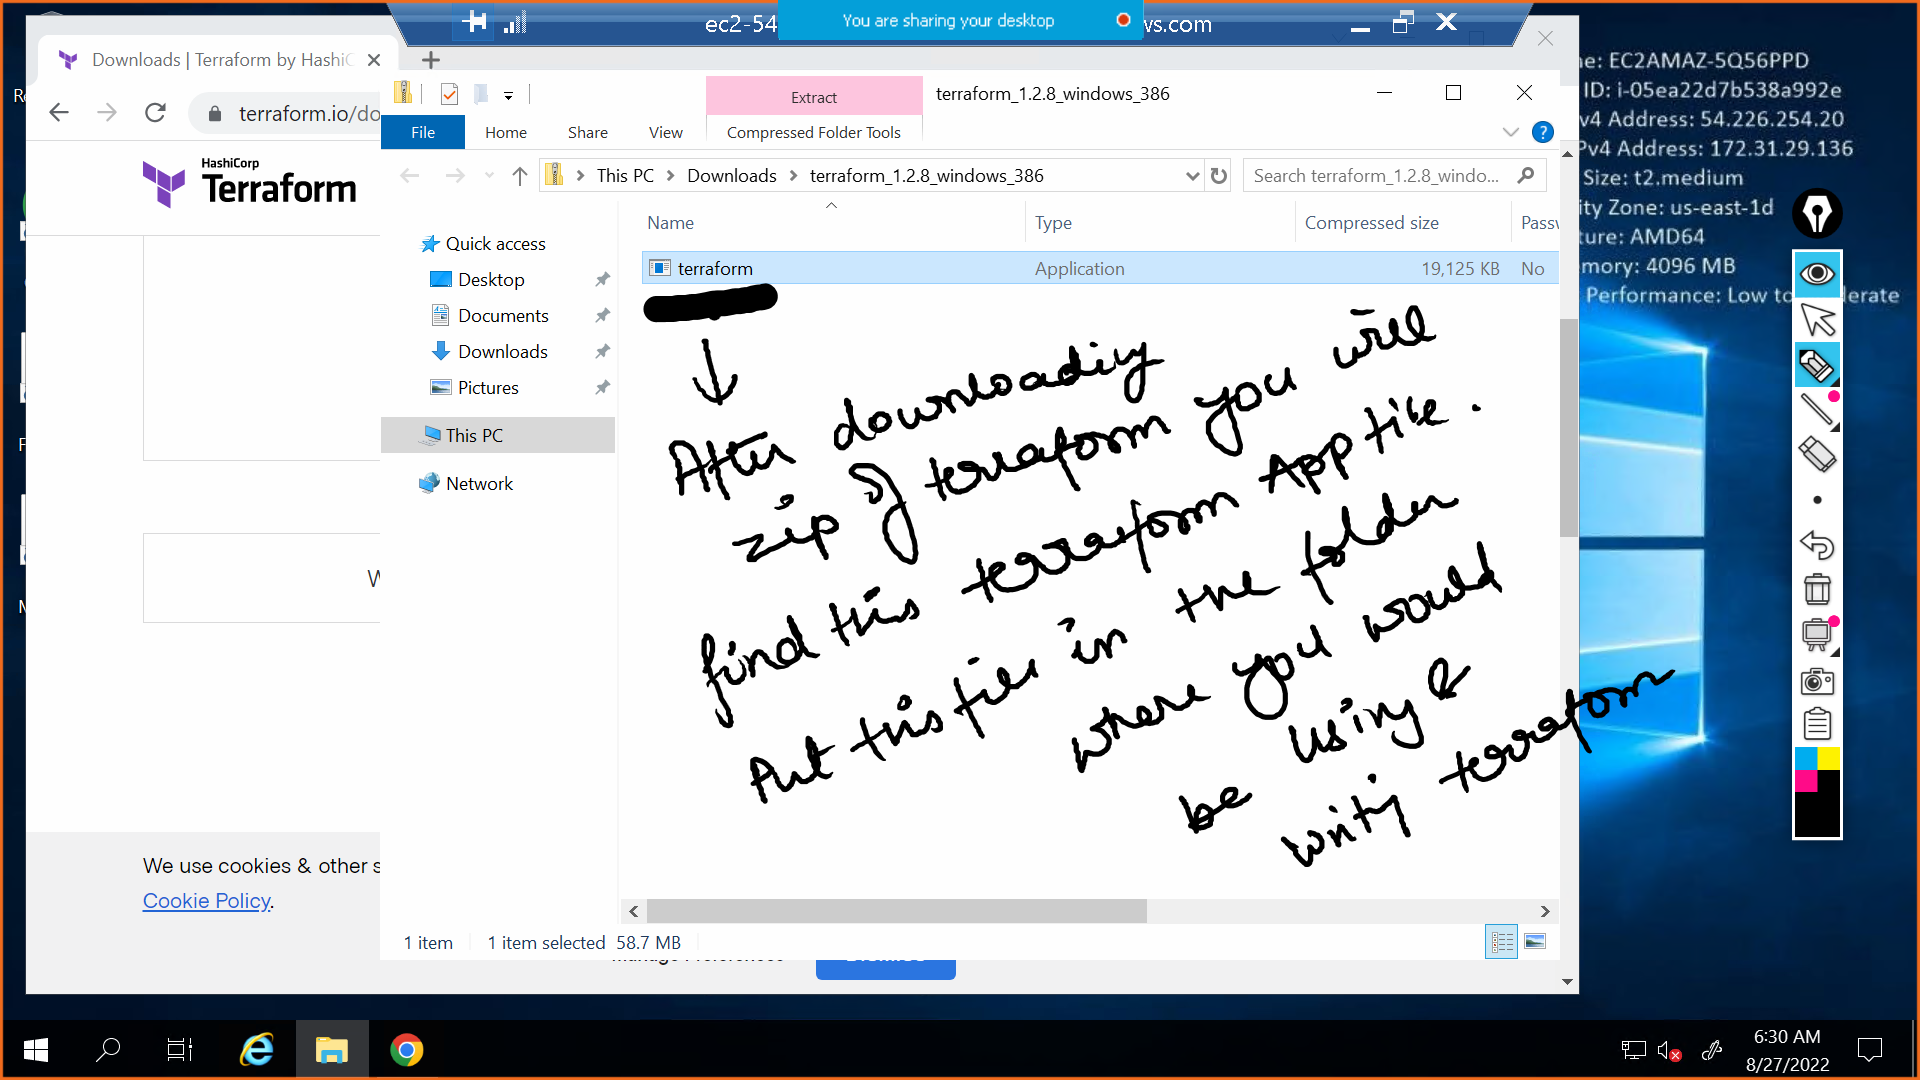 You are sharing your desktop
ec2-54
ws.com
Downloads | Terraform by HashiC
terraform.io/do
HashiCorp
Terraform
W
We use cookies & other s
Cookie Policy.
Extract
terraform_1.2.8_windows_386
File
Home
Share
View
Compressed Folder Tools
This PC
Downloads
terraform_1.2.8_windows_386
Search terraform_1.2.8_windo...
Name
Type
Compressed size
Passw
Quick access
Desktop
Documents
Downloads
Pictures
This PC
Network
terraform
Application
19,125 KB
No
After downloading
zip of terraform you will
find this terraform App file.
Put this file in the folder
where you would
be using &
writing terraform
1 item
1 item selected 58.7 MB
Manage Preferences
ne: EC2AMAZ-5Q56PPD
ID: i-05ea22d7b538a992e
v4 Address: 54.226.254.20
Pv4 Address: 172.31.29.136
Size: t2.medium
ity Zone: us-east-1d
ture: AMD64
mory: 4096 MB
Performance: Low to
derate
6:30 AM
8/27/2022